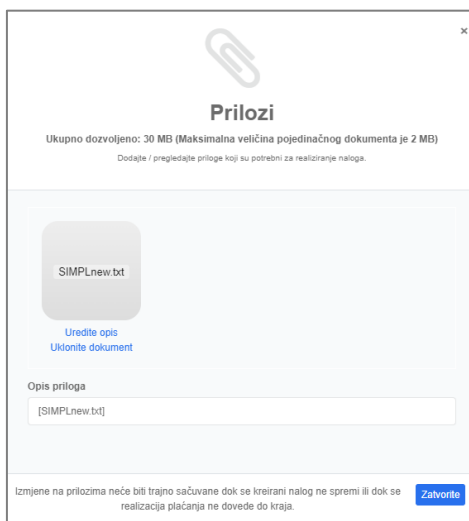 ×
Prilozi
Ukupno dozvoljeno: 30 MB (Maksimalna veličina pojedinačnog dokumenta je 2 MB)
Dodajte / pregledajte priloge koji su potrebni za realiziranje naloga.
SIMPLnew.txt
Uredite opis
Uklonite dokument
Opis priloga
[SIMPLnew.txt]
Izmjene na prilozima neće biti trajno sačuvane dok se kreirani nalog ne spremi ili dok se
realizacija plaćanja ne dovede do kraja.
Zatvorite